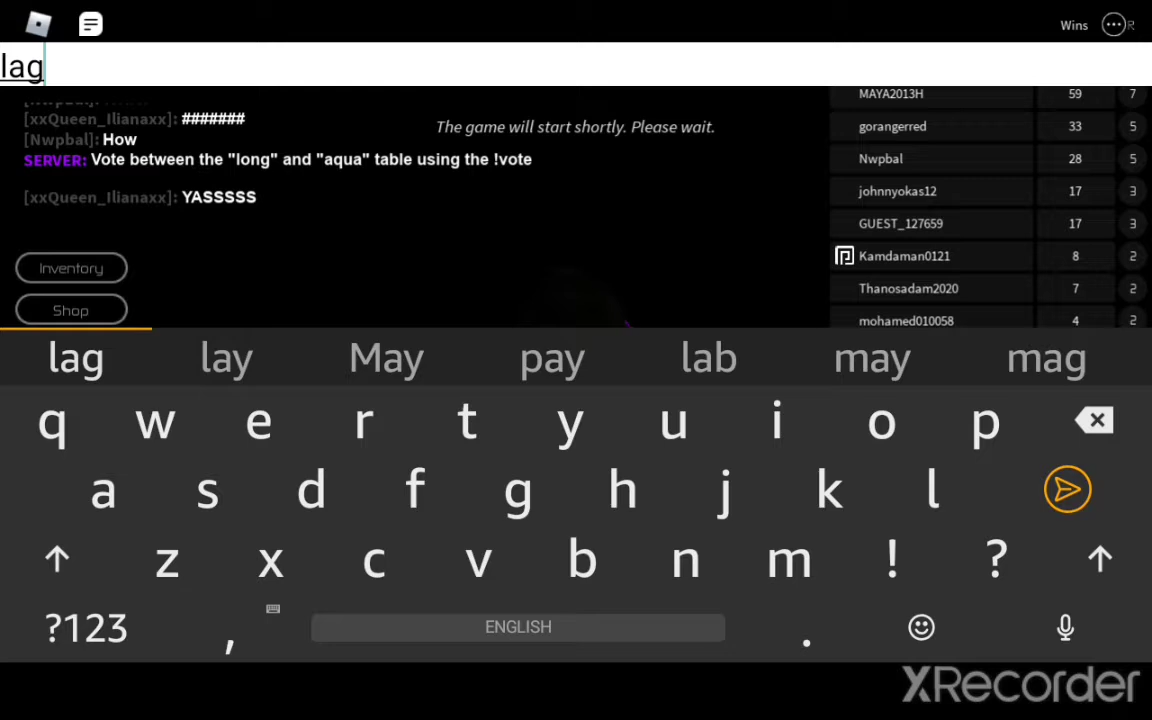 Wins
lag
[xxQueen_Ilianaxx]: #######
[Nwpbal]: How
SERVER: Vote between the "long" and "aqua" table using the !vote
[xxQueen_Ilianaxx]: YASSSSS
The game will start shortly. Please wait.
MAYA2013H 59 7
gorangerred 33 5
Nwpbal 28 5
johnnyokas12 17 3
GUEST_127659 17 3
Kamdaman0121 8 2
Thanosadam2020 7 2
mohamed010058 4 2
Inventory
Shop
lag lay May pay lab may mag
q w e r t y u i o p
a s d f g h j k l
z x c v b n m ! ?
?123 , ENGLISH .
XRecorder